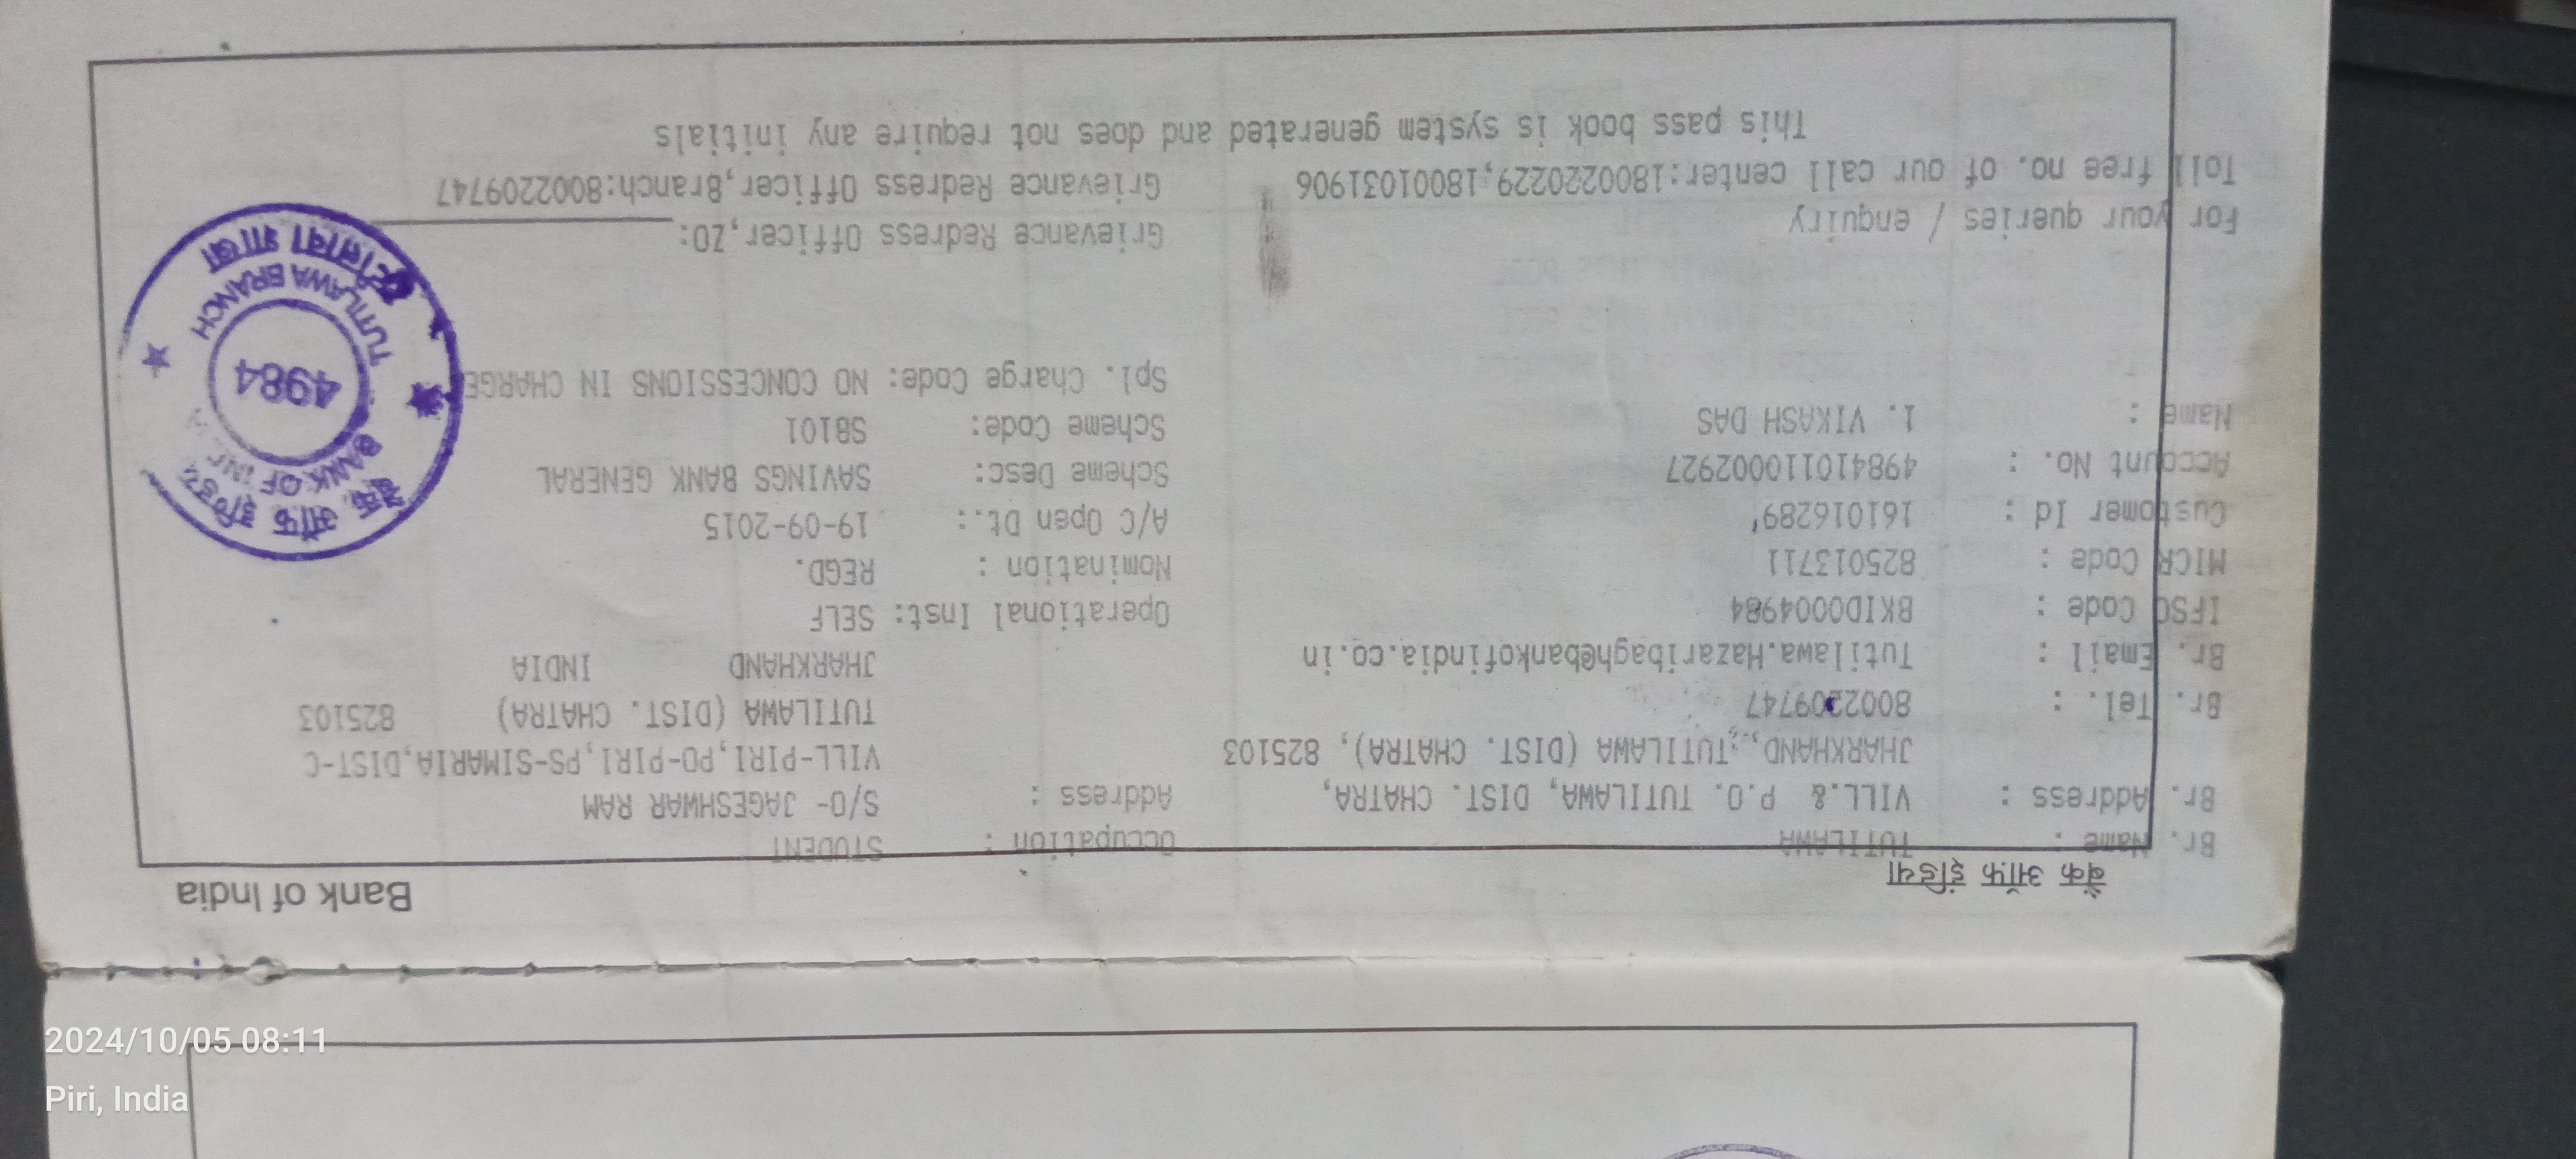 बैंक ऑफ़ इंडिया Bank of India
Br. Name : TUTILAWA Occupation : STUDENT
Br. Address : VILL.& P.O. TUTILAWA, DIST. CHATRA, Address : S/O- JAGESHWAR RAM
JHARKHAND, TUTILAWA (DIST. CHATRA), 825103 VILL-PIRI,PO-PIRI,PS-SIMARIA,DIST-C
Br. Tel. : 8002209747 TUTILAWA (DIST. CHATRA) 825103
Br. Email : Tutilawa.Hazaribagh@bankofindia.co.in JHARKHAND INDIA
IFSC Code : BKID0004984 Operational Inst: SELF
MICR Code : 825013711 Nomination : REGD.
Customer Id : 161016289 A/C Open Dt.: 19-09-2015
Account No. : 498410110002927 Scheme Desc: SAVINGS BANK GENERAL
Name : 1. VIKASH DAS Scheme Code: SB101
Spl. Charge Code: NO CONCESSIONS IN CHARGE
बैंक ऑफ इंडिया
BANK OF
4984
TUTILAWA BRANCH
शाखा
For your queries / enquiry Grievance Redress Officer,ZO:
Toll free no. of our call center:1800220229,18001031906 Grievance Redress Officer,Branch:8002209747
This pass book is system generated and does not require any initials
2024/10/05 08:11
Piri, India